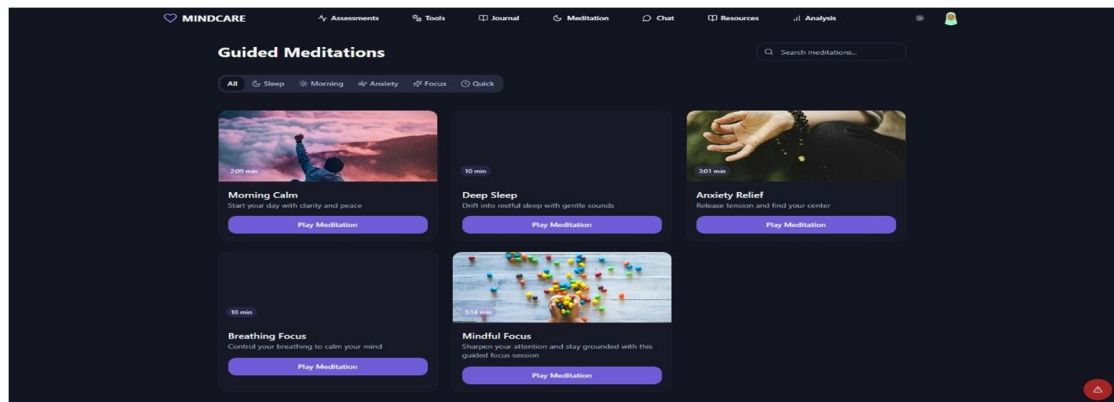 MINDCARE
Assessments
Tools
Journal
Meditation
Chat
Resources
Analysis
Guided Meditations
Search meditations...
All
Sleep
Morning
Anxiety
Focus
Quick
2:09 min
Morning Calm
Start your day with clarity and peace
Play Meditation
10 min
Deep Sleep
Drift into restful sleep with gentle sounds
Play Meditation
3:01 min
Anxiety Relief
Release tension and find your center
Play Meditation
10 min
Breathing Focus
Control your breathing to calm your mind
Play Meditation
3:14 min
Mindful Focus
Sharpen your attention and stay grounded with this
guided focus session
Play Meditation